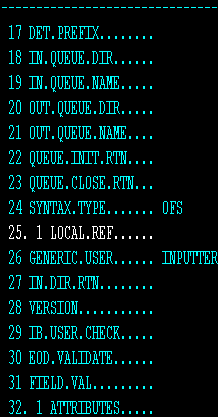 17 DET.PREFIX........
18 IN.QUEUE.DIR......
19 IN.QUEUE.NAME.....
20 OUT.QUEUE.DIR.....
21 OUT.QUEUE.NAME....
22 QUEUE.INIT.RTN....
23 QUEUE.CLOSE.RTN...
24 SYNTAX.TYPE....... OFS
25. 1 LOCAL.REF......
26 GENERIC.USER...... INPUTTER
27 IN.DIR.RTN........
28 VERSION...........
29 IB.USER.CHECK.....
30 EOD.VALIDATE......
31 FIELD.VAL.........
32. 1 ATTRIBUTES.....